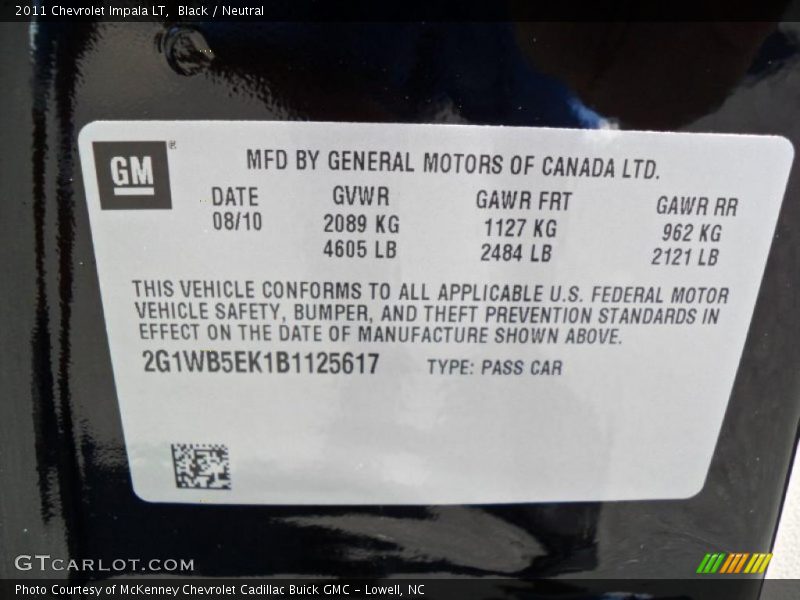 2011 Chevrolet Impala LT, Black / Neutral
GM ®
MFD BY GENERAL MOTORS OF CANADA LTD.
DATE GVWR GAWR FRT GAWR RR
08/10 2089 KG 1127 KG 962 KG
4605 LB 2484 LB 2121 LB
THIS VEHICLE CONFORMS TO ALL APPLICABLE U.S. FEDERAL MOTOR
VEHICLE SAFETY, BUMPER, AND THEFT PREVENTION STANDARDS IN
EFFECT ON THE DATE OF MANUFACTURE SHOWN ABOVE.
2G1WB5EK1B1125617 TYPE: PASS CAR
GTCARLOT.COM
Photo Courtesy of McKenney Chevrolet Cadillac Buick GMC - Lowell, NC